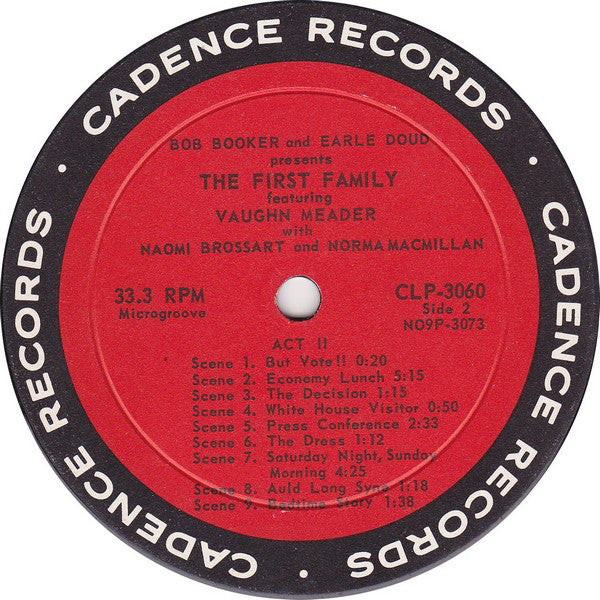 CADENCE RECORDS · CADENCE RECORDS · CADENCE RECORDS ·
BOB BOOKER and EARLE DOUD
presents
THE FIRST FAMILY
featuring
VAUGHN MEADER
with
NAOMI BROSSART and NORMA MACMILLAN
33.3 RPM
Microgroove
CLP-3060
Side 2
NO9P-3073
ACT II
Scene 1. But Vote!! 0:20
Scene 2. Economy Lunch 5:15
Scene 3. The Decision 1:15
Scene 4. White House Visitor 0:50
Scene 5. Press Conference 2:33
Scene 6. The Dress 1:12
Scene 7. Saturday Night, Sunday
Morning 4:25
Scene 8. Auld Lang Syne 1:18
Scene 9. Bedtime Story 1:38